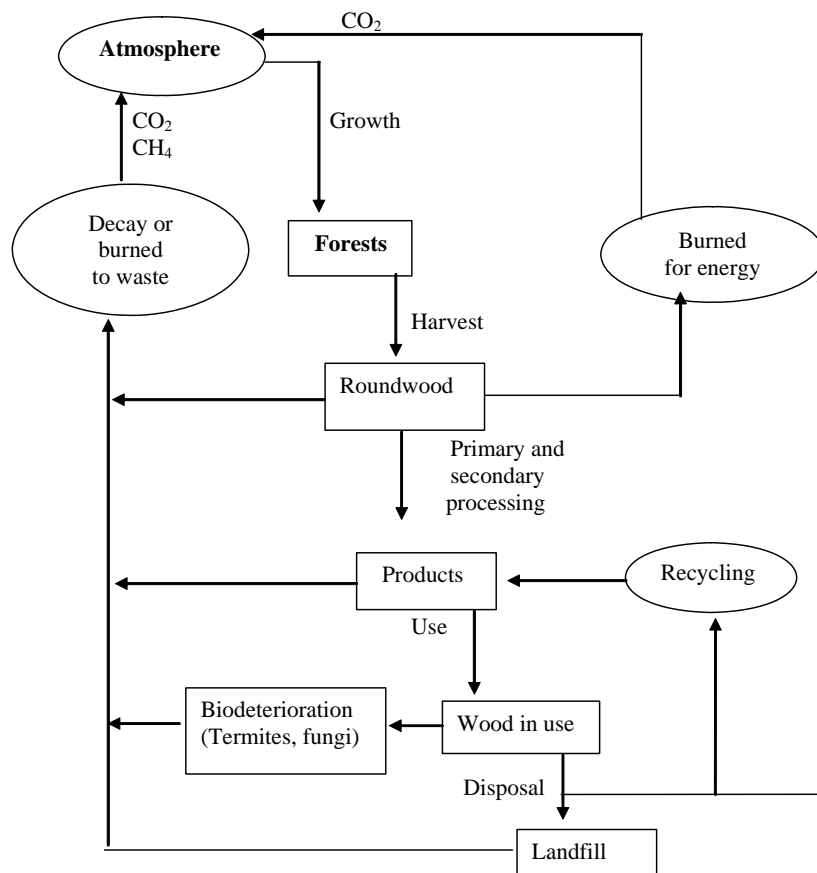 CO₂
Atmosphere
CO₂
CH₄
Growth
Decay or
burned
to waste
Forests
Burned
for energy
Harvest
Roundwood
Primary and
secondary
processing
Products
Recycling
Use
Biodeterioration
(Termites, fungi)
Wood in use
Disposal
Landfill